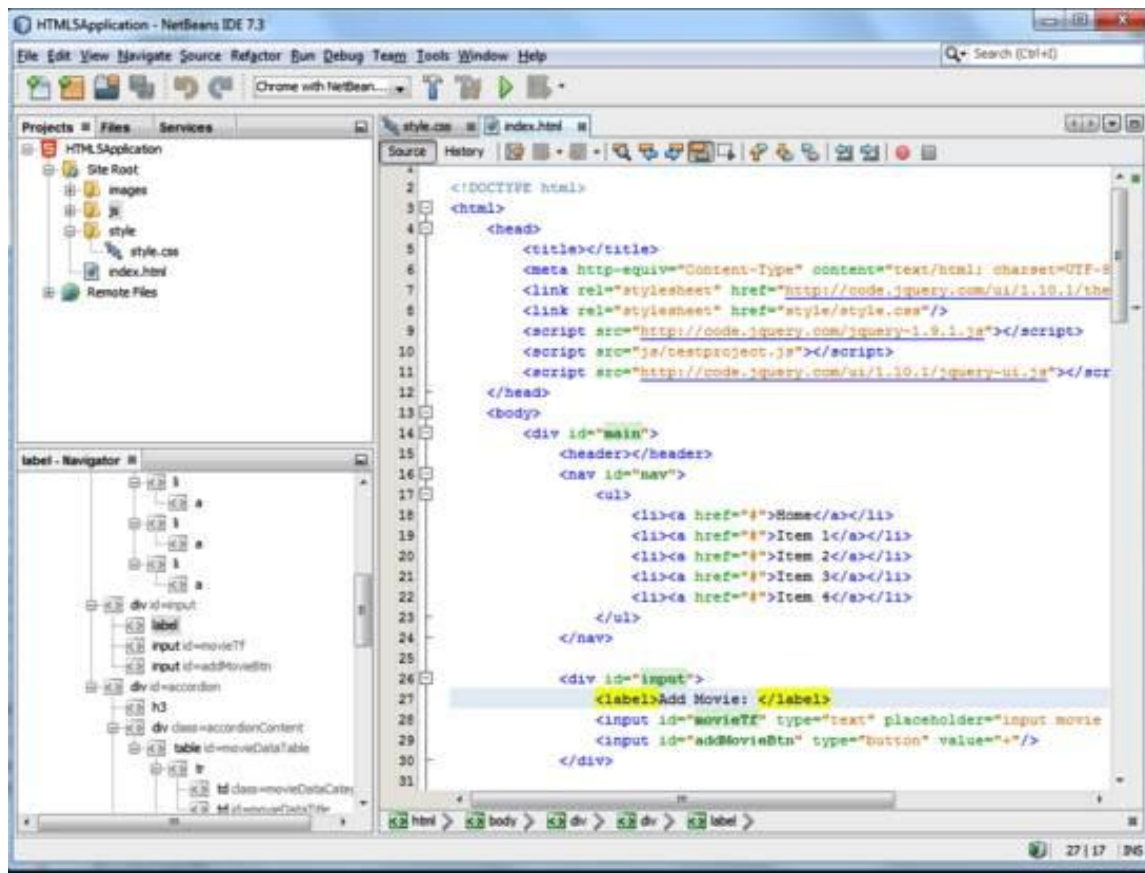 HTML5Application - NetBeans IDE 7.3
File Edit View Navigate Source Refactor Run Debug Team Tools Window Help
Search (Ctrl+I)
Chrome with NetBean...
Projects Files Services
HTML5Application
Site Root
images
js
style
style.css
index.html
Remote Files
label - Navigator
li
a
li
a
li
a
div id=input
label
input id=movieTf
input id=addMovieBtn
div id=accordion
h3
div class=accordionContent
table id=movieDataTable
tr
td class=movieDataCateg
td id=movieDataTitle
style.css index.html
Source History
1
2 <!DOCTYPE html>
3 <html>
4 <head>
5 <title></title>
6 <meta http-equiv="Content-Type" content="text/html; charset=UTF-8
7 <link rel="stylesheet" href="http://code.jquery.com/ui/1.10.1/the
8 <link rel="stylesheet" href="style/style.css"/>
9 <script src="http://code.jquery.com/jquery-1.9.1.js"></script>
10 <script src="js/testproject.js"></script>
11 <script src="http://code.jquery.com/ui/1.10.1/jquery-ui.js"></scr
12 </head>
13 <body>
14 <div id="main">
15 <header></header>
16 <nav id="nav">
17 <ul>
18 <li><a href="#">Home</a></li>
19 <li><a href="#">Item 1</a></li>
20 <li><a href="#">Item 2</a></li>
21 <li><a href="#">Item 3</a></li>
22 <li><a href="#">Item 4</a></li>
23 </ul>
24 </nav>
25
26 <div id="input">
27 <label>Add Movie: </label>
28 <input id="movieTf" type="text" placeholder="input movie
29 <input id="addMovieBtn" type="button" value="+"/>
30 </div>
31
html body div div label
27 | 17 INS